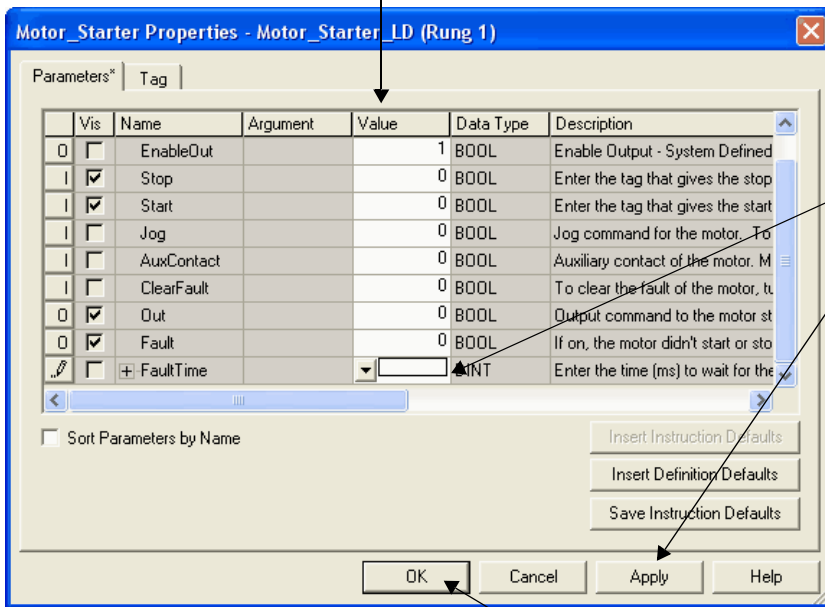 Motor_Starter Properties - Motor_Starter_LD (Rung 1)
Parameters* Tag
Vis Name Argument Value Data Type Description
O EnableOut 1 BOOL Enable Output - System Defined
I Stop 0 BOOL Enter the tag that gives the stop
I Start 0 BOOL Enter the tag that gives the start
I Jog 0 BOOL Jog command for the motor. To
I AuxContact 0 BOOL Auxiliary contact of the motor. M
I ClearFault 0 BOOL To clear the fault of the motor, tu
O Out 0 BOOL Output command to the motor st
O Fault 0 BOOL If on, the motor didn't start or sto
FaultTime DINT Enter the time (ms) to wait for the
Sort Parameters by Name
Insert Instruction Defaults
Insert Definition Defaults
Save Instruction Defaults
OK Cancel Apply Help